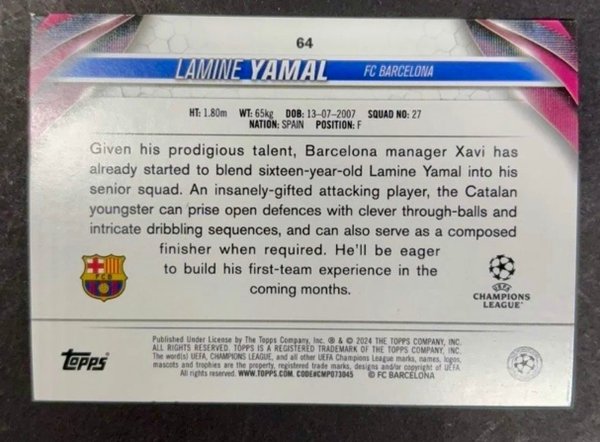 64
LAMINE YAMAL FC BARCELONA
HT: 1.80m WT: 65kg DOB: 13-07-2007 SQUAD NO: 27
NATION: SPAIN POSITION: F
Given his prodigious talent, Barcelona manager Xavi has
already started to blend sixteen-year-old Lamine Yamal into his
senior squad. An insanely-gifted attacking player, the Catalan
youngster can prise open defences with clever through-balls and
intricate dribbling sequences, and can also serve as a composed
finisher when required. He'll be eager
to build his first-team experience in the
coming months.
FCB
UEFA
CHAMPIONS
LEAGUE
topps
Published Under License by The Topps Company, Inc. ® & © 2024 THE TOPPS COMPANY, INC.
ALL RIGHTS RESERVED. TOPPS IS A REGISTERED TRADEMARK OF THE TOPPS COMPANY, INC.
The word(s) UEFA, CHAMPIONS LEAGUE, and all other UEFA Champions League marks, names, logos,
mascots and trophies are the property, registered trade marks, designs and/or copyright of UEFA.
All rights reserved. WWW.TOPPS.COM. CODE#CMP073045 © FC BARCELONA